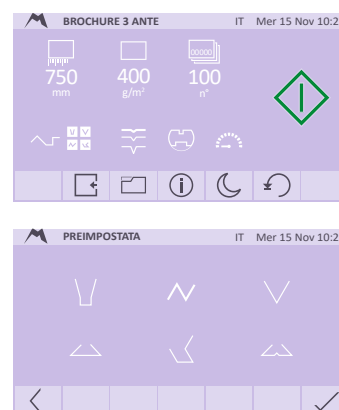 BROCHURE 3 ANTE IT Mer 15 Nov 10:2
00000
750 400 100
mm g/m² n°
PREIMPOSTATA IT Mer 15 Nov 10:2